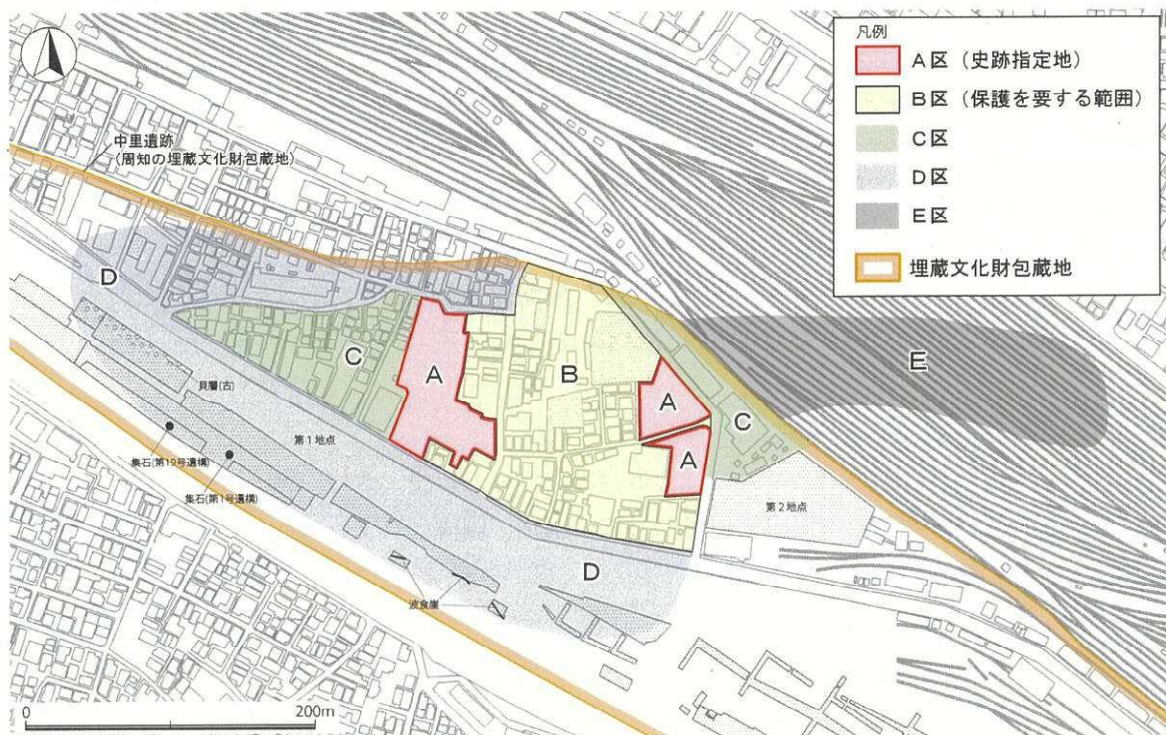 凡例
A区（史跡指定地）
B区（保護を要する範囲）
C区
D区
E区
埋蔵文化財包蔵地
中里遺跡
（周知の埋蔵文化財包蔵地）
D
C
A
B
A
A
C
E
貝層(古)
第1地点
集石(第19号遺構)
集石(第1号遺構)
第2地点
D
波食崖
0
200m